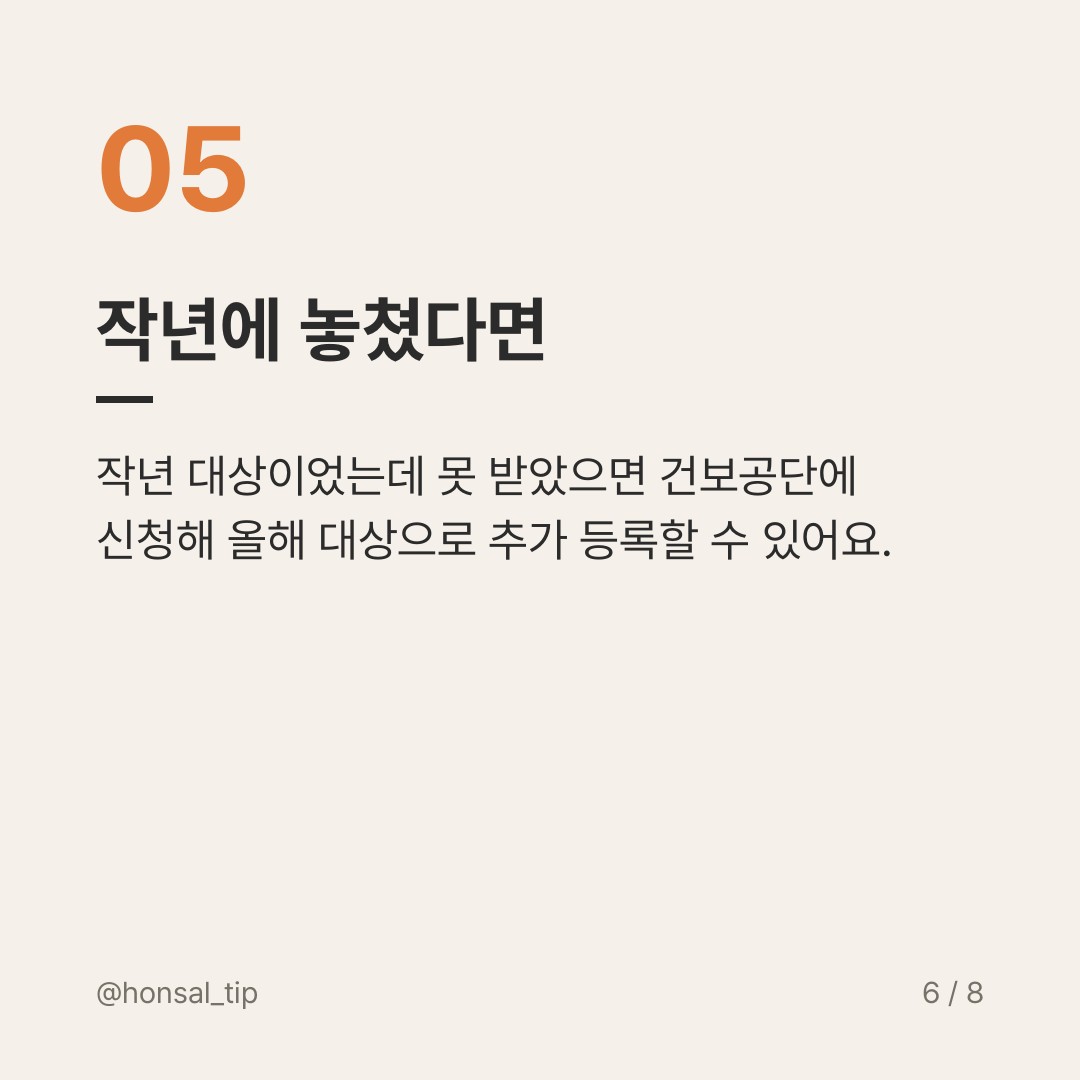 05
작년에 놓쳤다면
작년 대상이었는데 못 받았으면 건보공단에
신청해 올해 대상으로 추가 등록할 수 있어요.
@honsal_tip
6 / 8